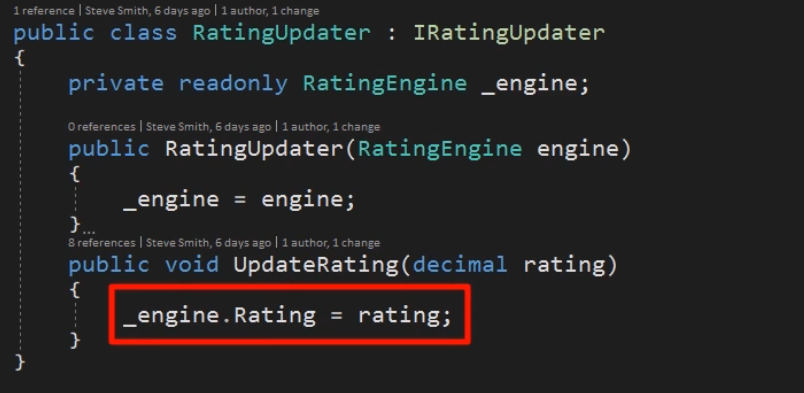 1 reference | Steve Smith, 6 days ago | 1 author, 1 change
public class RatingUpdater : IRatingUpdater
{
private readonly RatingEngine _engine;
0 references | Steve Smith, 6 days ago | 1 author, 1 change
public RatingUpdater(RatingEngine engine)
{
_engine = engine;
}...
8 references | Steve Smith, 6 days ago | 1 author, 1 change
public void UpdateRating(decimal rating)
{
_engine.Rating = rating;
}
}